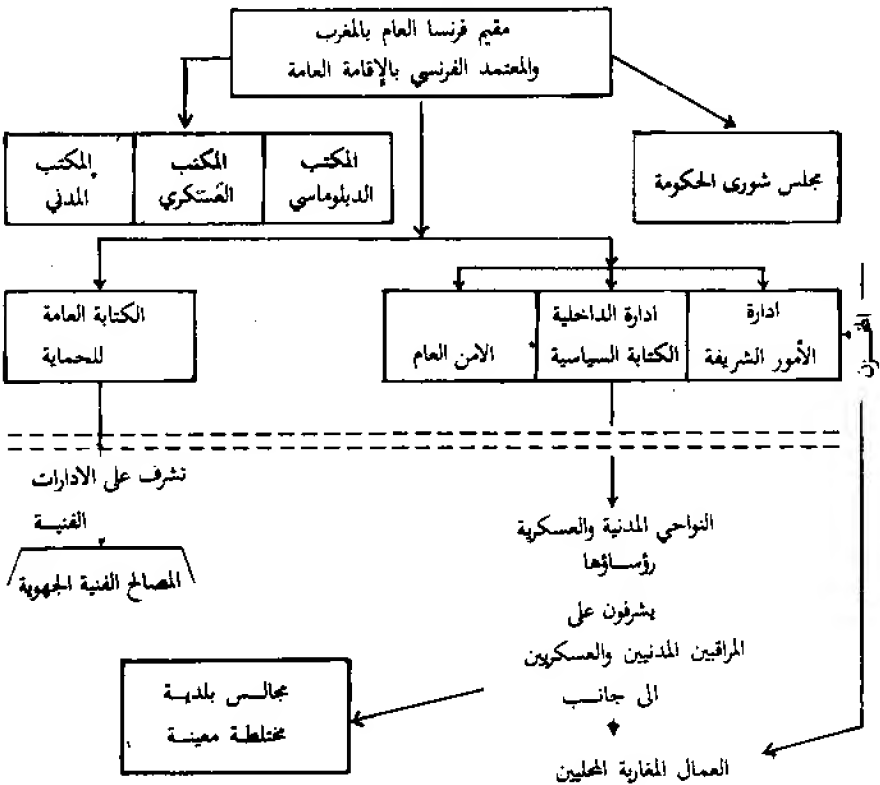 مقيم فرنسا العام بالمغرب
والمعتمد الفرنسي بالإقامة العامة
مجلس شورى الحكومة
المكتب
الدبلوماسي
المكتب
العسكري
المكتب
المدني
ادارة
الأمور الشريفة
ادارة الداخلية
الكتابة السياسية
الامن العام
الكتابة العامة
للحماية
المخزن
النواحي المدنية والعسكرية
رؤساؤها
يشرفون على
المراقبين المدنيين والعسكريين
الى جانب
العمال المغاربة المحليين
تشرف على الادارات
الفنية
المصالح الفنية الجهوية
مجالس بلدية
مختلطة معينة